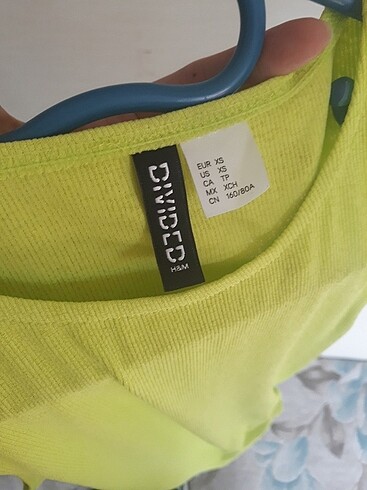 DIVIDED
H&M
EUR XS
US XS
CA TP
MX XCH
CN 160/80A